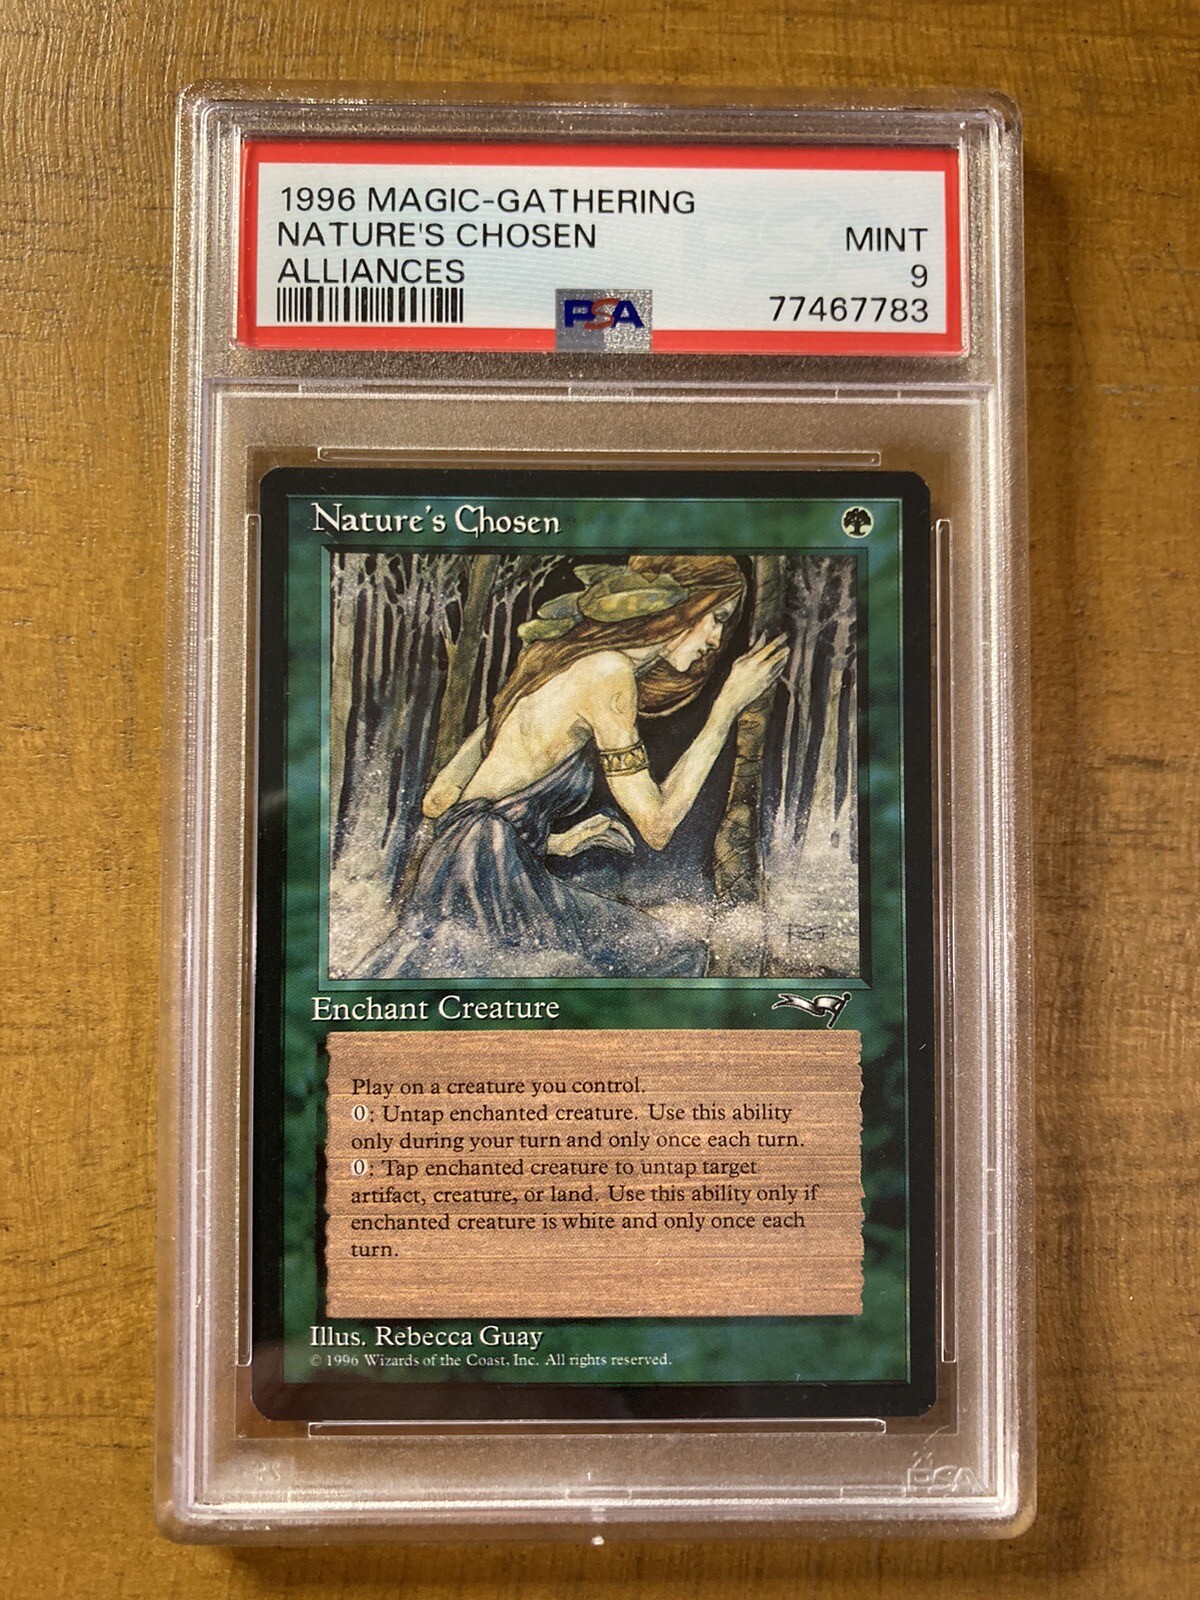 1996 MAGIC-GATHERING
NATURE'S CHOSEN
MINT
ALLIANCES
9
PSA
77467783
Nature's Chosen
RG
Enchant Creature
Play on a creature you control.
0: Untap enchanted creature. Use this ability
only during your turn and only once each turn.
0: Tap enchanted creature to untap target
artifact, creature, or land. Use this ability only if
enchanted creature is white and only once each
turn.
Illus. Rebecca Guay
© 1996 Wizards of the Coast, Inc. All rights reserved.
PSA